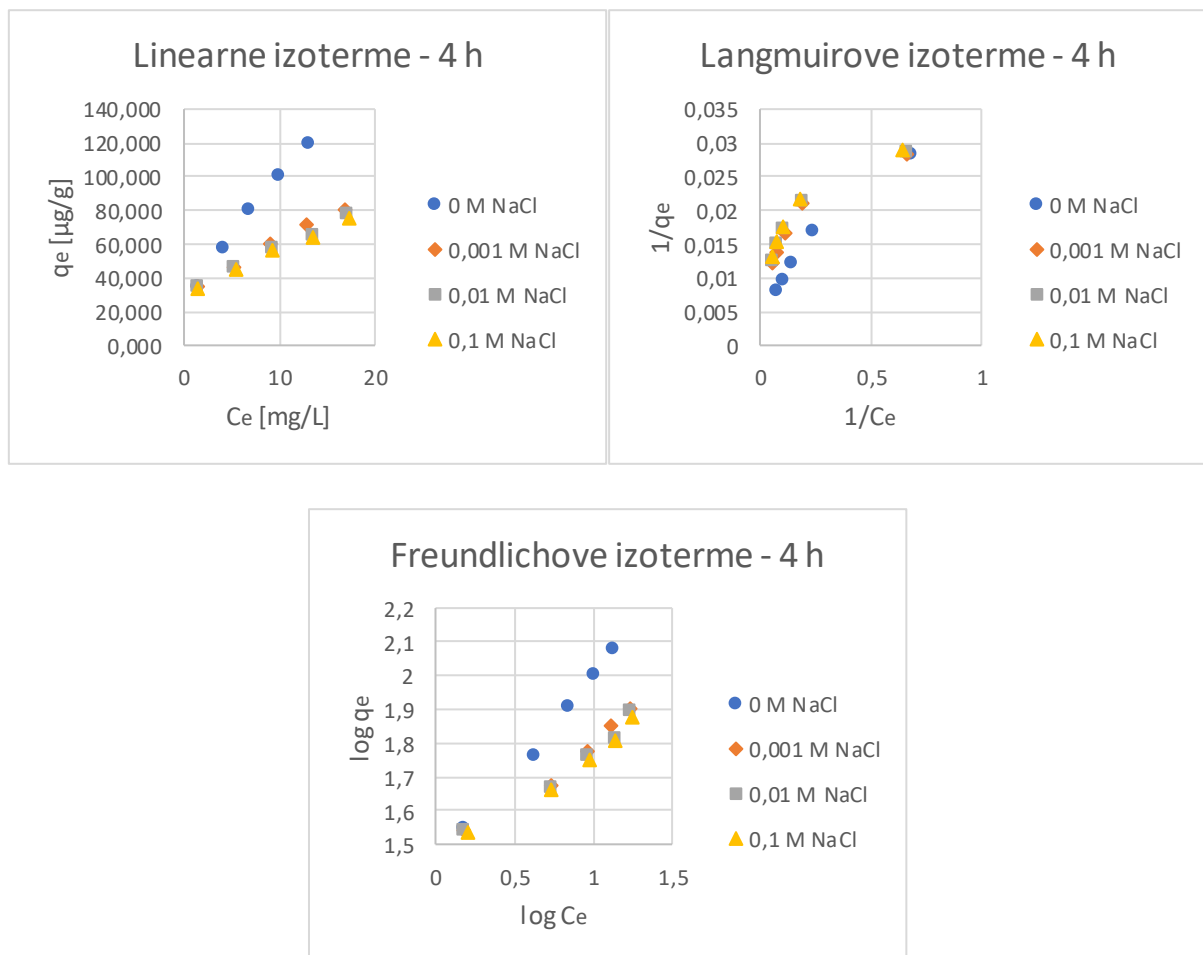 Linearne izoterme - 4 h
140,000
120,000
100,000
80,000
60,000
40,000
20,000
0,000
qe [µg/g]
0 10 20
Ce [mg/L]
0 M NaCl
0,001 M NaCl
0,01 M NaCl
0,1 M NaCl
Langmuirove izoterme - 4 h
0,035
0,03
0,025
0,02
0,015
0,01
0,005
0
1/qe
0 0,5 1
1/Ce
0 M NaCl
0,001 M NaCl
0,01 M NaCl
0,1 M NaCl
Freundlichove izoterme - 4 h
2,2
2,1
2
1,9
1,8
1,7
1,6
1,5
log qe
0 0,5 1 1,5
log Ce
0 M NaCl
0,001 M NaCl
0,01 M NaCl
0,1 M NaCl